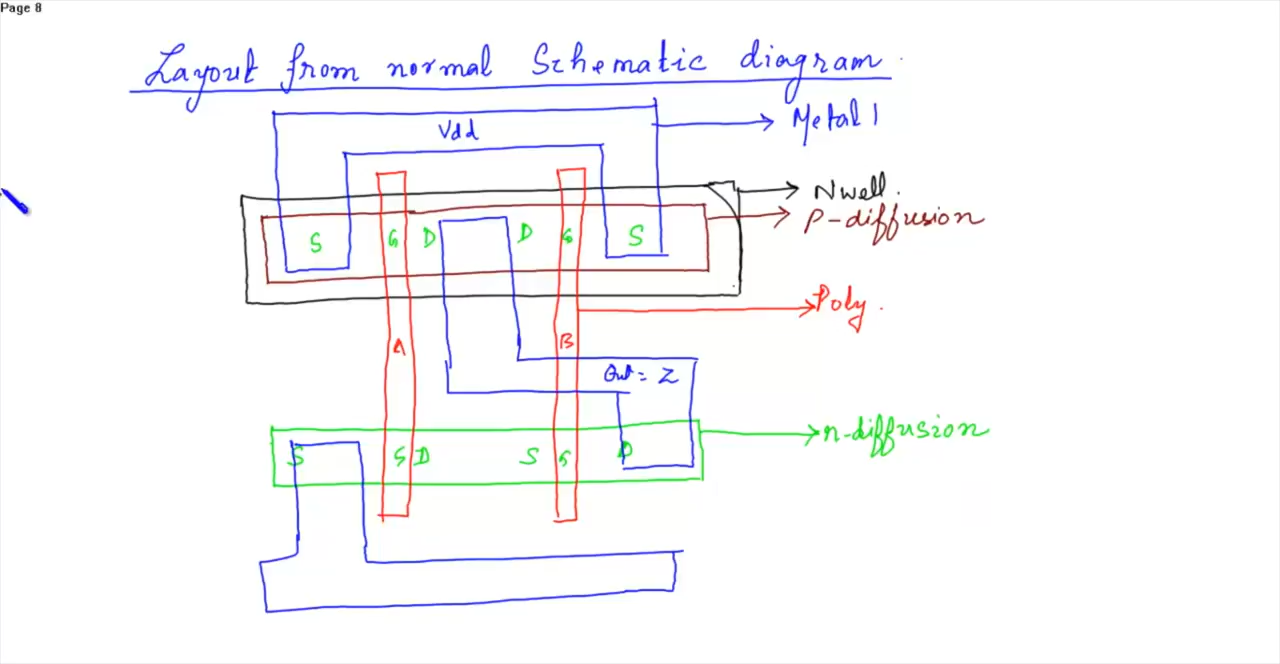 Page 8
Layout from normal Schematic diagram.
Vdd
Metal 1
Nwell.
P-diffusion
S G D D G S
Poly.
A B
Out = Z
n-diffusion
S G D S G D